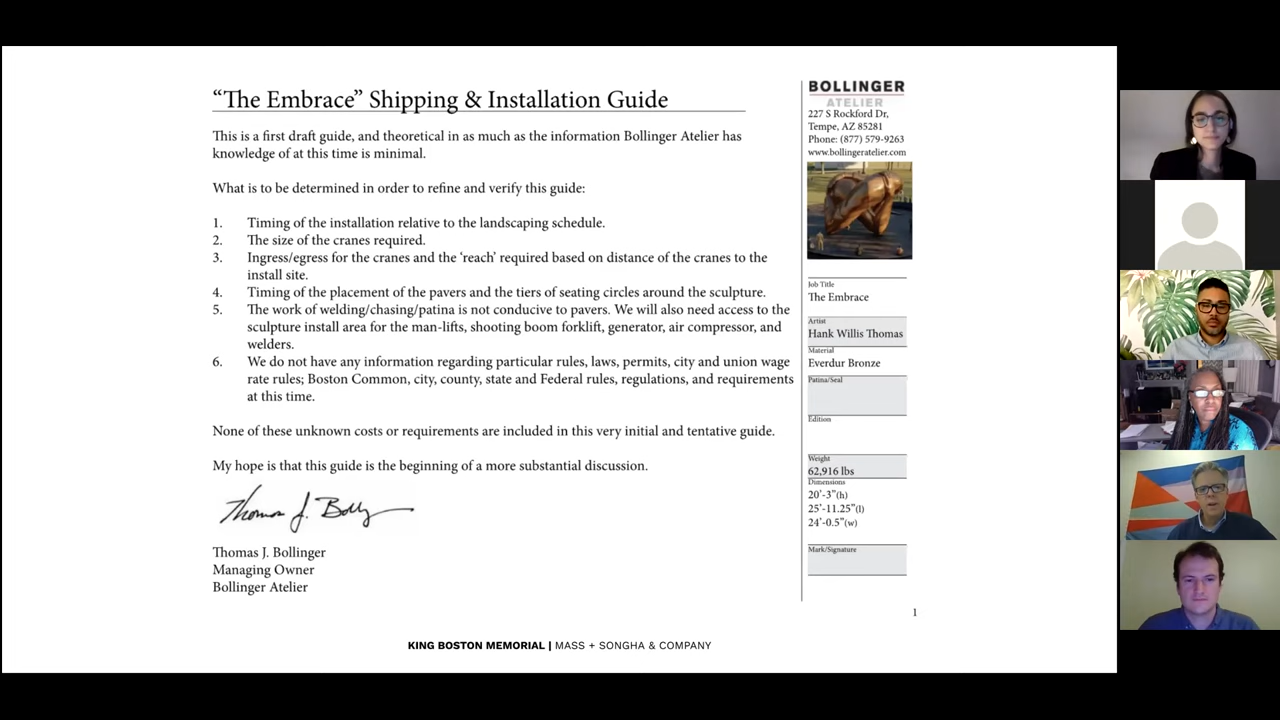 “The Embrace” Shipping & Installation Guide
This is a first draft guide, and theoretical in as much as the information Bollinger Atelier has
knowledge of at this time is minimal.
What is to be determined in order to refine and verify this guide:
1. Timing of the installation relative to the landscaping schedule.
2. The size of the cranes required.
3. Ingress/egress for the cranes and the ‘reach’ required based on distance of the cranes to the
install site.
4. Timing of the placement of the pavers and the tiers of seating circles around the sculpture.
5. The work of welding/chasing/patina is not conducive to pavers. We will also need access to the
sculpture install area for the man-lifts, shooting boom forklift, generator, air compressor, and
welders.
6. We do not have any information regarding particular rules, laws, permits, city and union wage
rate rules; Boston Common, city, county, state and Federal rules, regulations, and requirements
at this time.
None of these unknown costs or requirements are included in this very initial and tentative guide.
My hope is that this guide is the beginning of a more substantial discussion.
Thomas J. Bolly
Thomas J. Bollinger
Managing Owner
Bollinger Atelier
BOLLINGER
ATELIER
227 S Rockford Dr,
Tempe, AZ 85281
Phone: (877) 579-9263
www.bollingeratelier.com
Job Title
The Embrace
Artist
Hank Willis Thomas
Material
Everdur Bronze
Patina/Seal
Edition
Weight
62,916 lbs
Dimensions
20’-3”(h)
25’-11.25”(l)
24’-0.5”(w)
Mark/Signature
1
KING BOSTON MEMORIAL | MASS + SONGHA & COMPANY